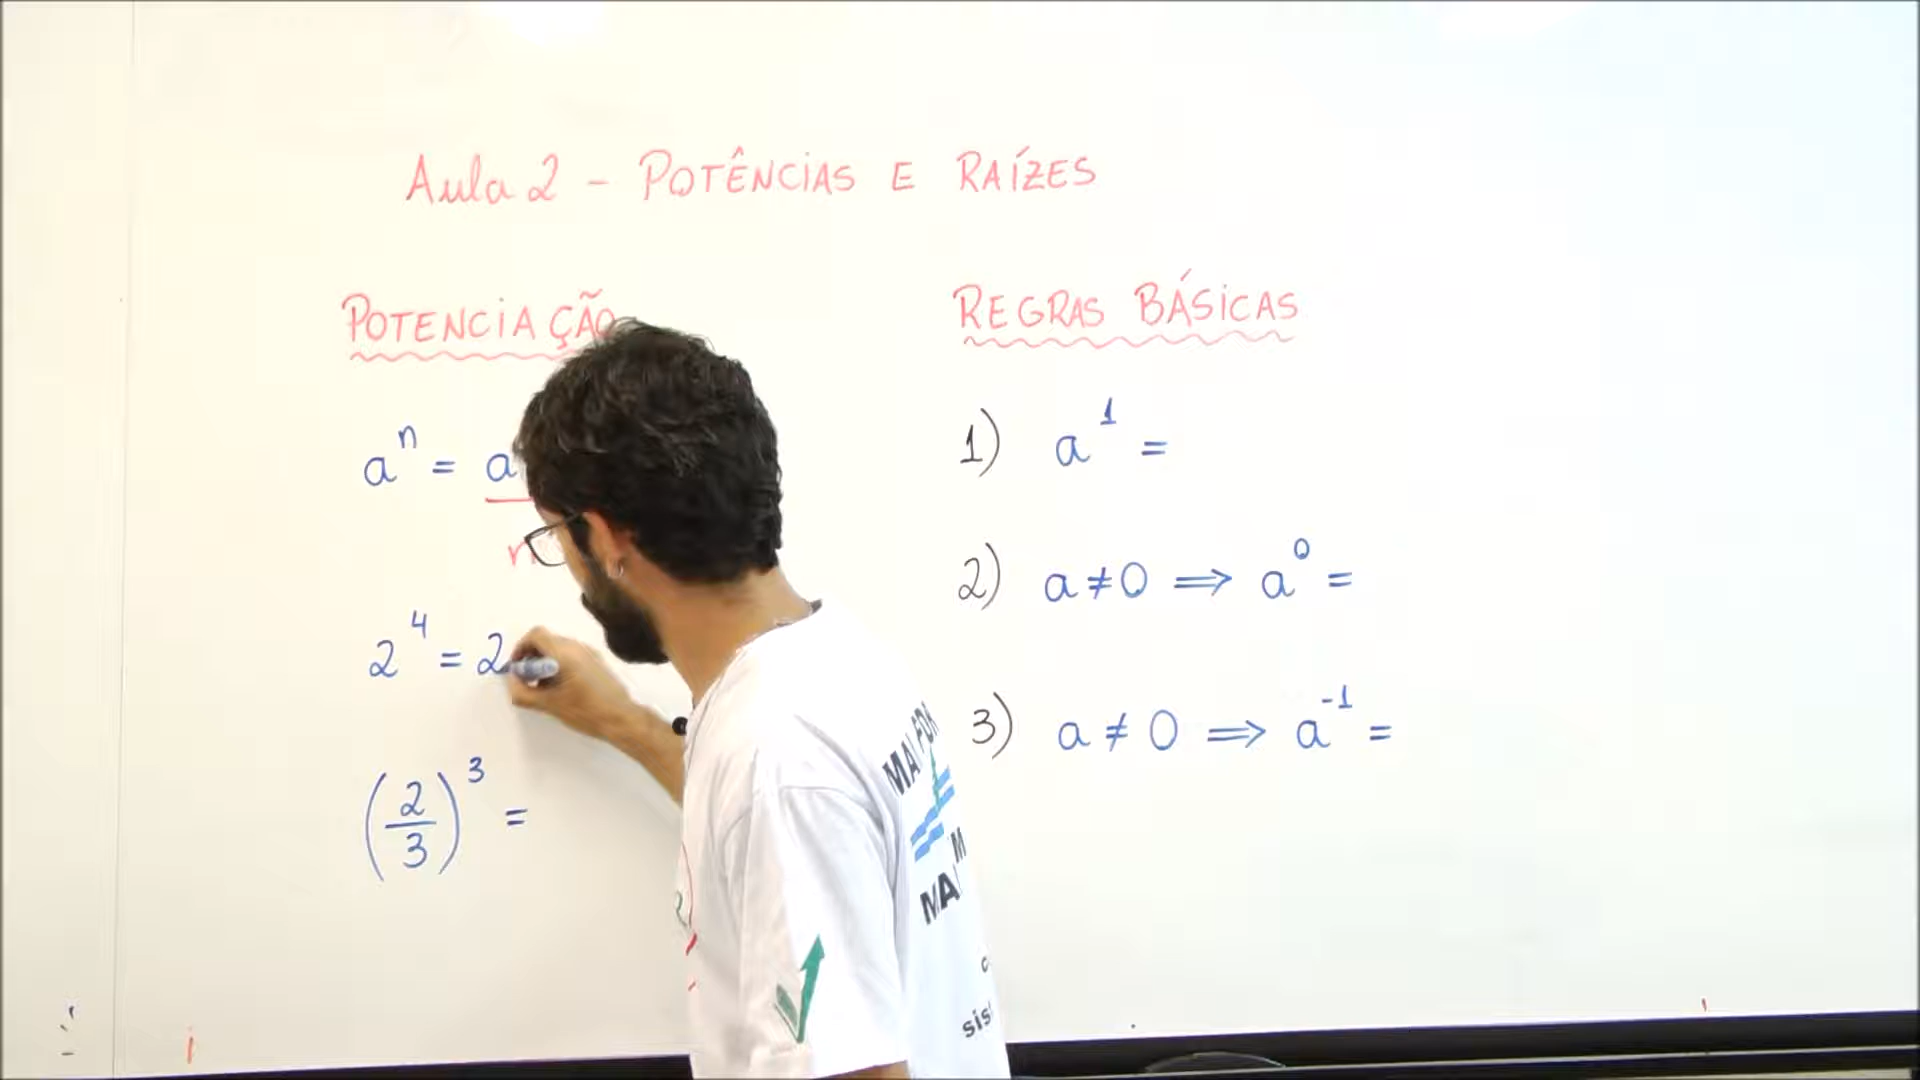 Aula 2 - POTÊNCIAS E RAÍZES
POTENCIAÇÃO
aⁿ = a
n
2⁴ = 2
(2/3)³ =
REGRAS BÁSICAS
1) a¹ =
2) a ≠ 0 ⟹ a⁰ =
3) a ≠ 0 ⟹ a⁻¹ =